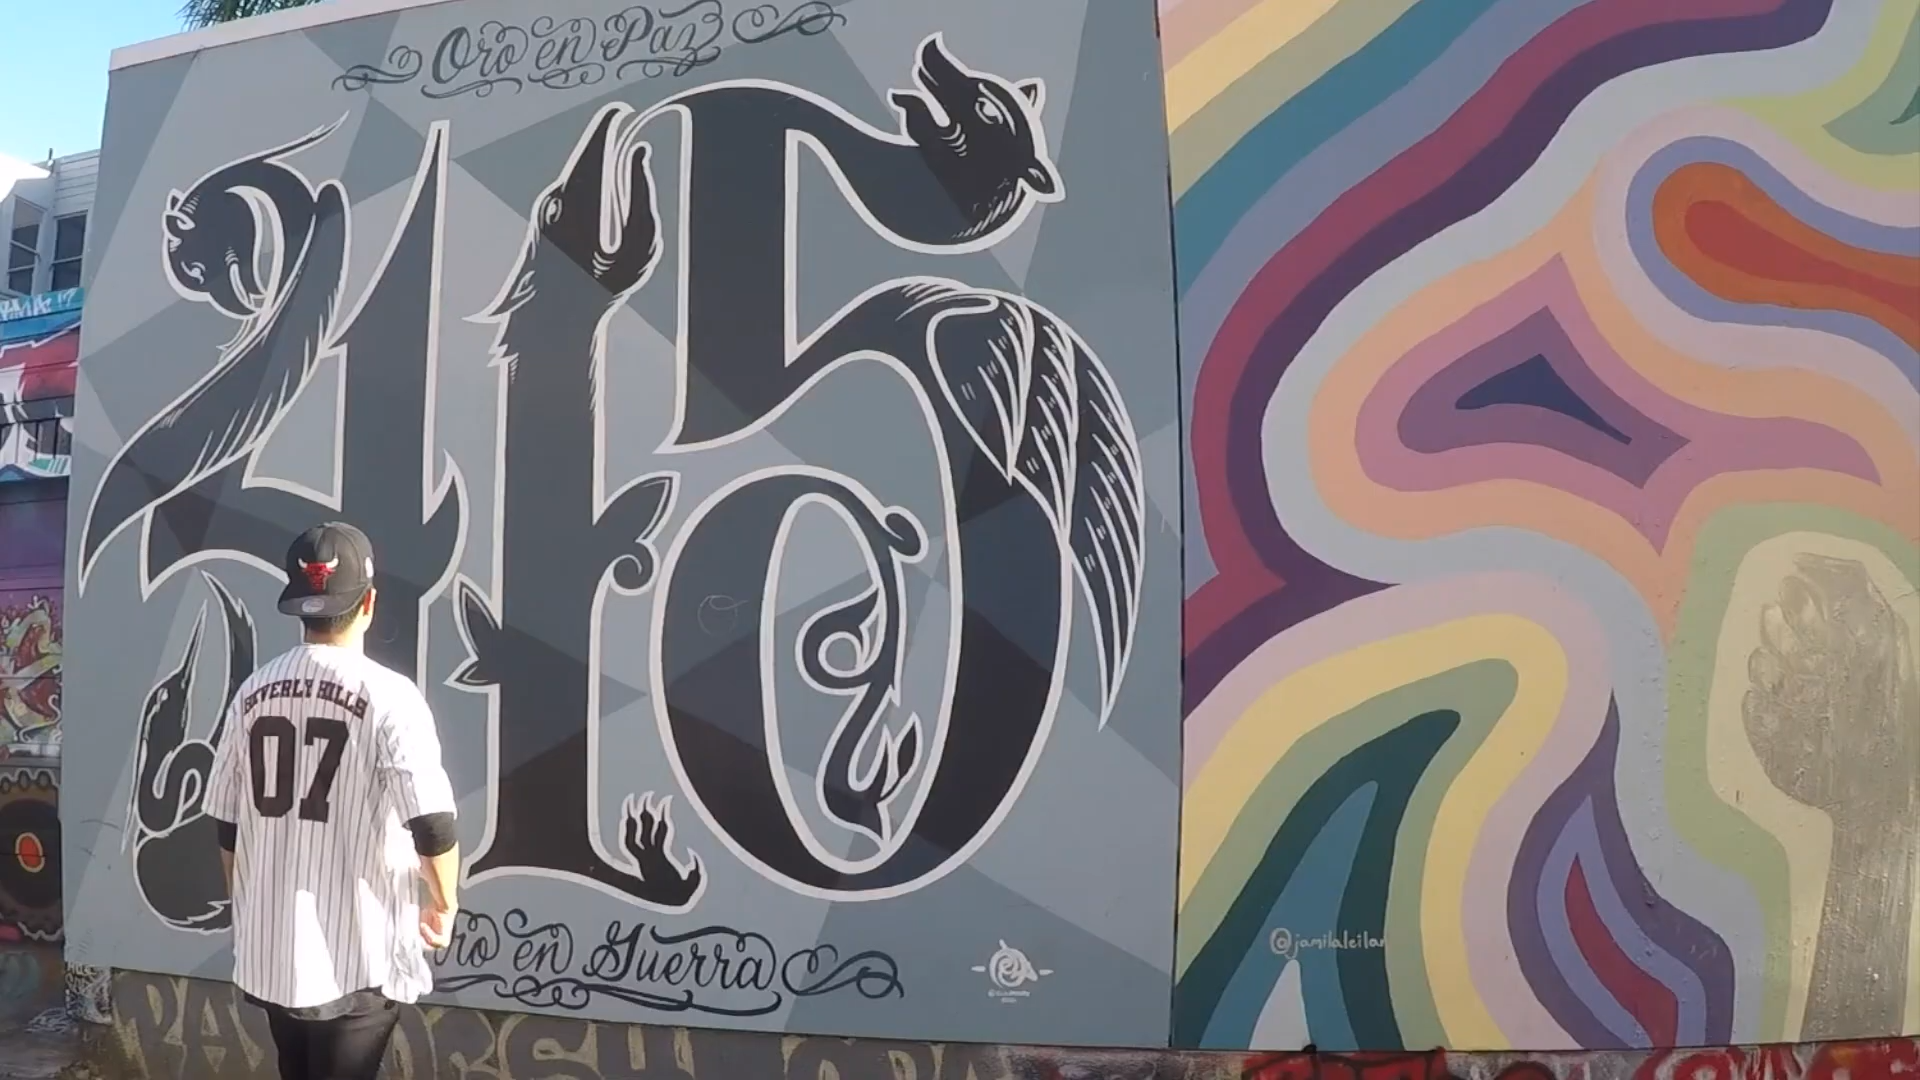 Oro en Paz
415
BEVERLY HILLS
07
en Guerra
@jamilaleilani